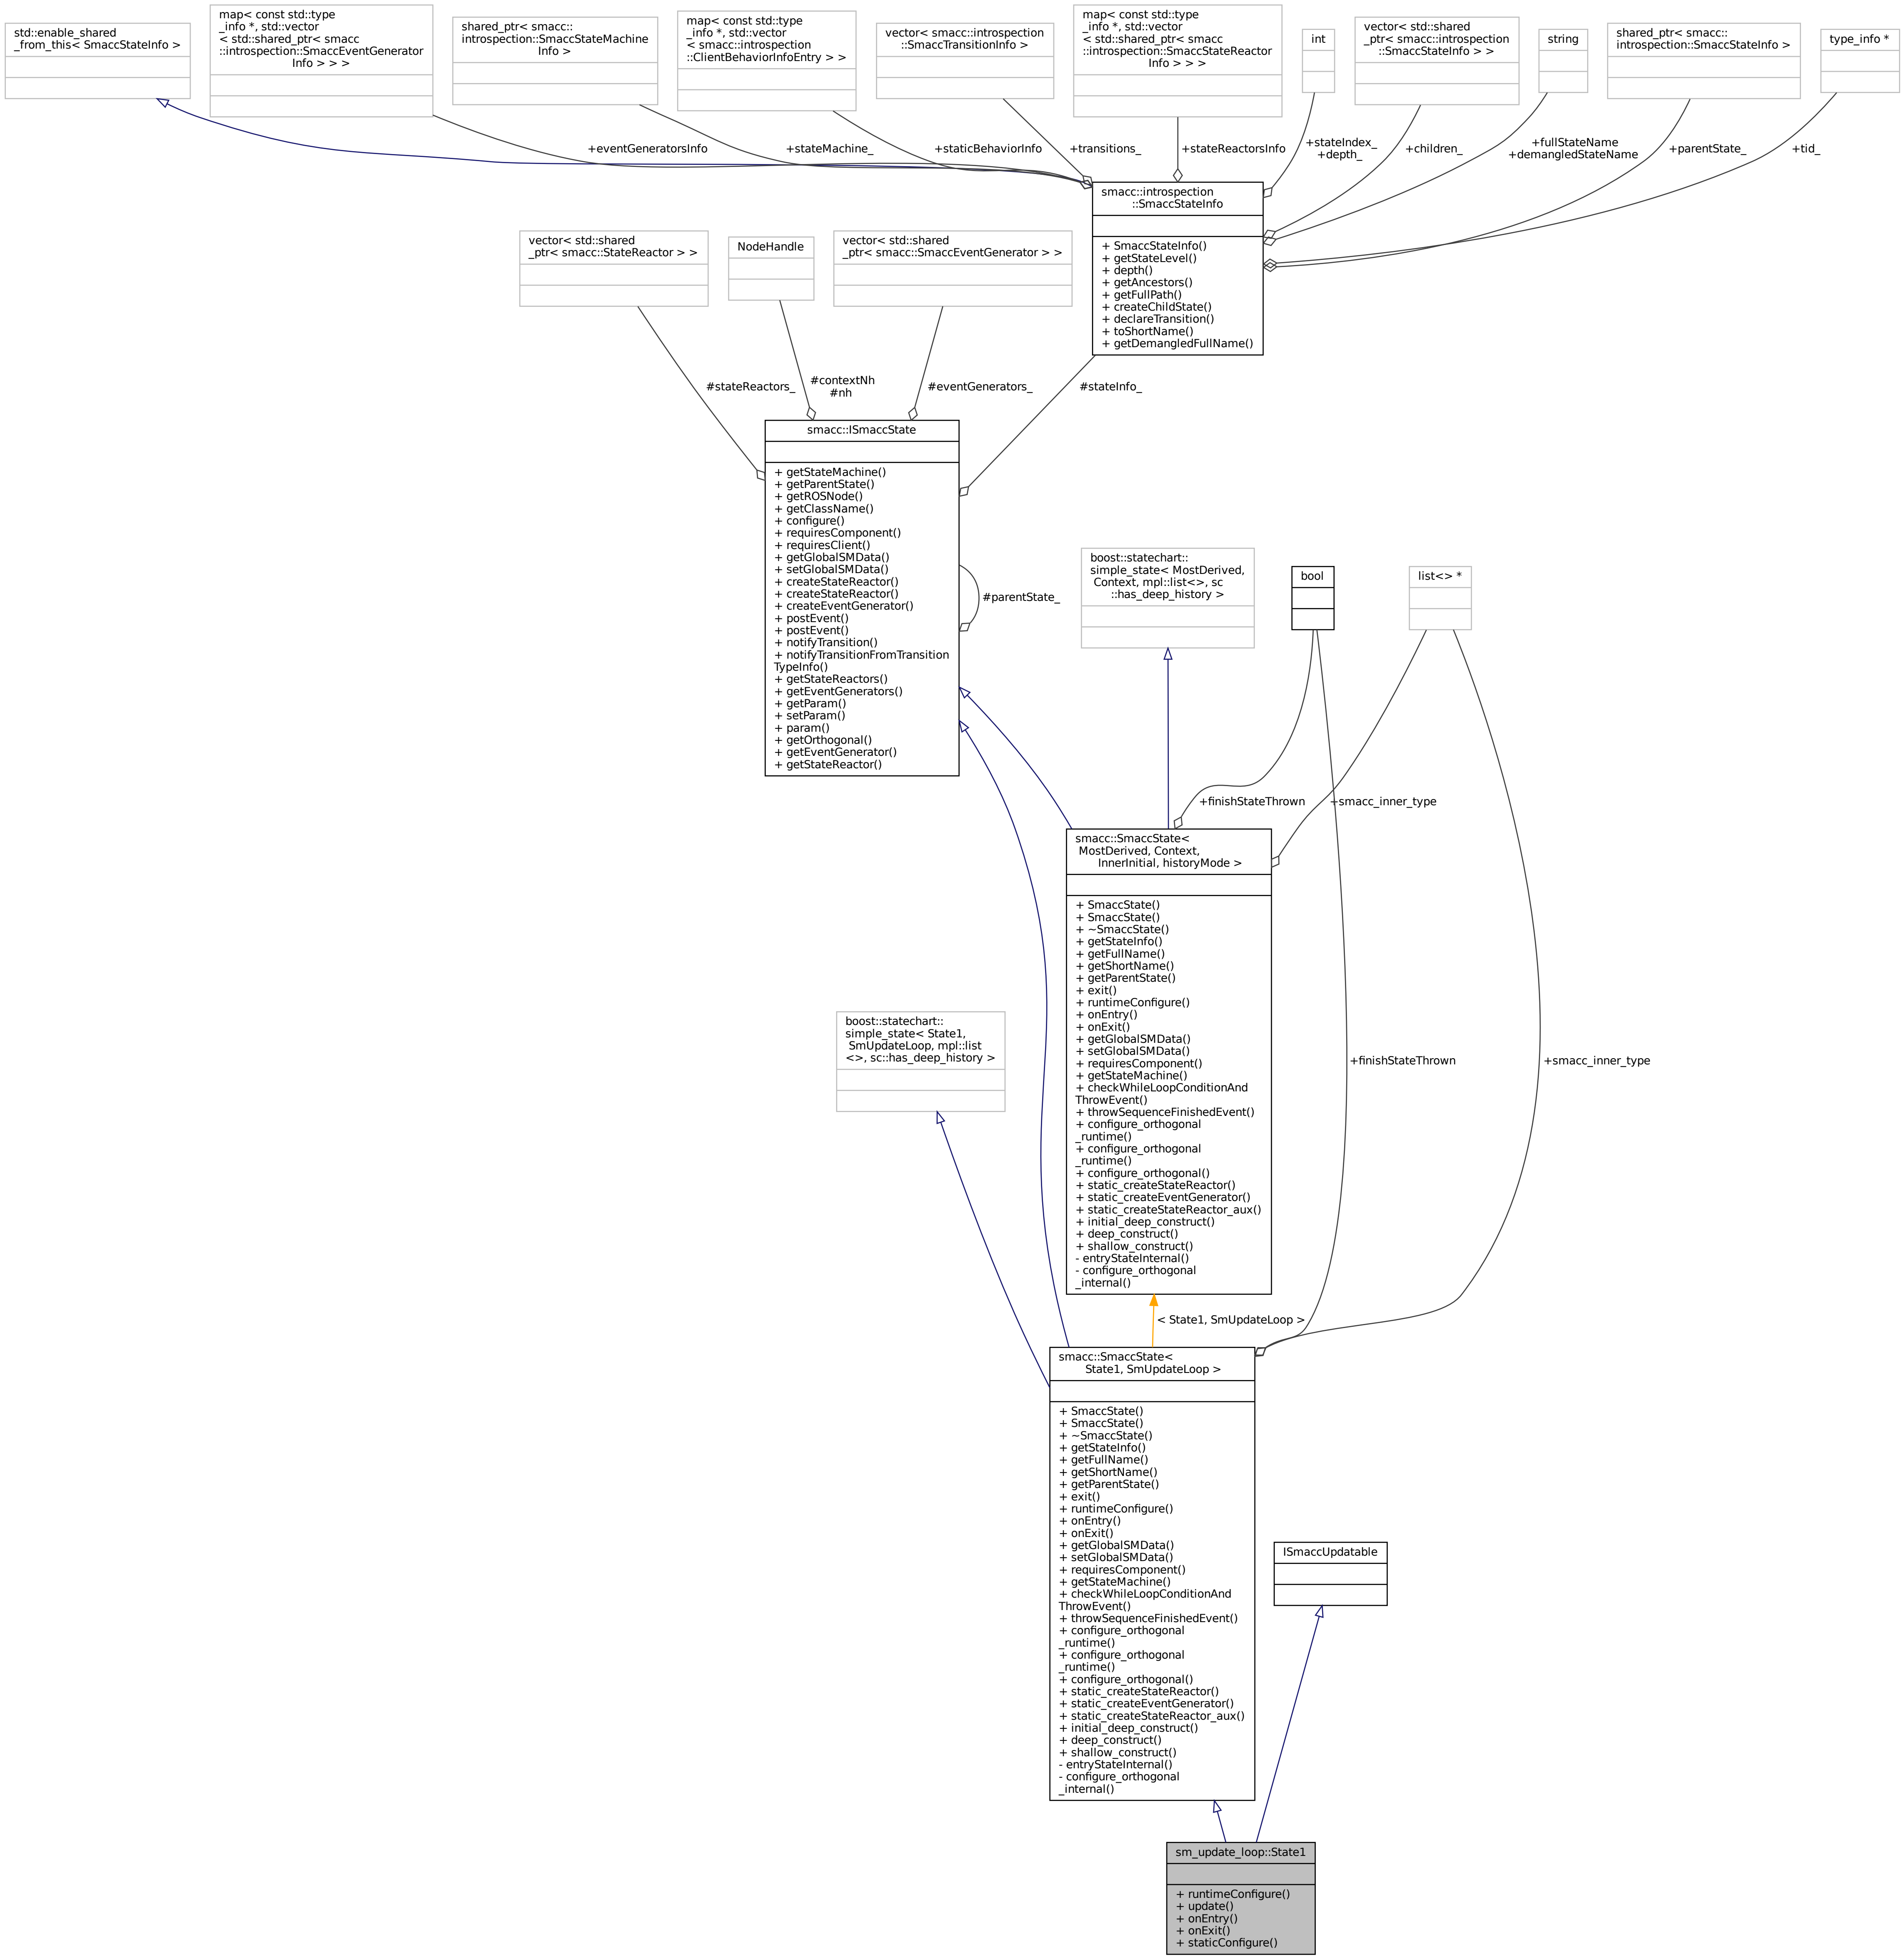 std::enable_shared
_from_this< SmaccStateInfo >
map< const std::type
_info *, std::vector
< std::shared_ptr< smacc
::introspection::SmaccEventGenerator
Info > > >
shared_ptr< smacc::
introspection::SmaccStateMachine
Info >
map< const std::type
_info *, std::vector
< smacc::introspection
::ClientBehaviorInfoEntry > >
vector< smacc::introspection
::SmaccTransitionInfo >
map< const std::type
_info *, std::vector
< std::shared_ptr< smacc
::introspection::SmaccStateReactor
Info > > >
int
vector< std::shared
_ptr< smacc::introspection
::SmaccStateInfo > >
string
shared_ptr< smacc::
introspection::SmaccStateInfo >
type_info *
+eventGeneratorsInfo
+stateMachine_
+staticBehaviorInfo
+transitions_
+stateReactorsInfo
+stateIndex_
+depth_
+children_
+fullStateName
+demangledStateName
+parentState_
+tid_
smacc::introspection
::SmaccStateInfo
+ SmaccStateInfo()
+ getStateLevel()
+ depth()
+ getAncestors()
+ getFullPath()
+ createChildState()
+ declareTransition()
+ toShortName()
+ getDemangledFullName()
vector< std::shared
_ptr< smacc::StateReactor > >
NodeHandle
vector< std::shared
_ptr< smacc::SmaccEventGenerator > >
#stateReactors_
#contextNh
#nh
#eventGenerators_
#stateInfo_
smacc::ISmaccState
+ getStateMachine()
+ getParentState()
+ getROSNode()
+ getClassName()
+ configure()
+ requiresComponent()
+ requiresClient()
+ getGlobalSMData()
+ setGlobalSMData()
+ createStateReactor()
+ createStateReactor()
+ createEventGenerator()
+ postEvent()
+ postEvent()
+ notifyTransition()
+ notifyTransitionFromTransition
TypeInfo()
+ getStateReactors()
+ getEventGenerators()
+ getParam()
+ setParam()
+ param()
+ getOrthogonal()
+ getEventGenerator()
+ getStateReactor()
#parentState_
boost::statechart::
simple_state< MostDerived,
Context, mpl::list<>, sc
::has_deep_history >
bool
list<> *
+finishStateThrown
+smacc_inner_type
smacc::SmaccState<
MostDerived, Context,
InnerInitial, historyMode >
+ SmaccState()
+ SmaccState()
+ ~SmaccState()
+ getStateInfo()
+ getFullName()
+ getShortName()
+ getParentState()
+ exit()
+ runtimeConfigure()
+ onEntry()
+ onExit()
+ getGlobalSMData()
+ setGlobalSMData()
+ requiresComponent()
+ getStateMachine()
+ checkWhileLoopConditionAnd
ThrowEvent()
+ throwSequenceFinishedEvent()
+ configure_orthogonal
_runtime()
+ configure_orthogonal
_runtime()
+ configure_orthogonal()
+ static_createStateReactor()
+ static_createEventGenerator()
+ static_createStateReactor_aux()
+ initial_deep_construct()
+ deep_construct()
+ shallow_construct()
- entryStateInternal()
- configure_orthogonal
_internal()
boost::statechart::
simple_state< State1,
SmUpdateLoop, mpl::list
<>, sc::has_deep_history >
+finishStateThrown
+smacc_inner_type
< State1, SmUpdateLoop >
smacc::SmaccState<
State1, SmUpdateLoop >
+ SmaccState()
+ SmaccState()
+ ~SmaccState()
+ getStateInfo()
+ getFullName()
+ getShortName()
+ getParentState()
+ exit()
+ runtimeConfigure()
+ onEntry()
+ onExit()
+ getGlobalSMData()
+ setGlobalSMData()
+ requiresComponent()
+ getStateMachine()
+ checkWhileLoopConditionAnd
ThrowEvent()
+ throwSequenceFinishedEvent()
+ configure_orthogonal
_runtime()
+ configure_orthogonal
_runtime()
+ configure_orthogonal()
+ static_createStateReactor()
+ static_createEventGenerator()
+ static_createStateReactor_aux()
+ initial_deep_construct()
+ deep_construct()
+ shallow_construct()
- entryStateInternal()
- configure_orthogonal
_internal()
ISmaccUpdatable
sm_update_loop::State1
+ runtimeConfigure()
+ update()
+ onEntry()
+ onExit()
+ staticConfigure()